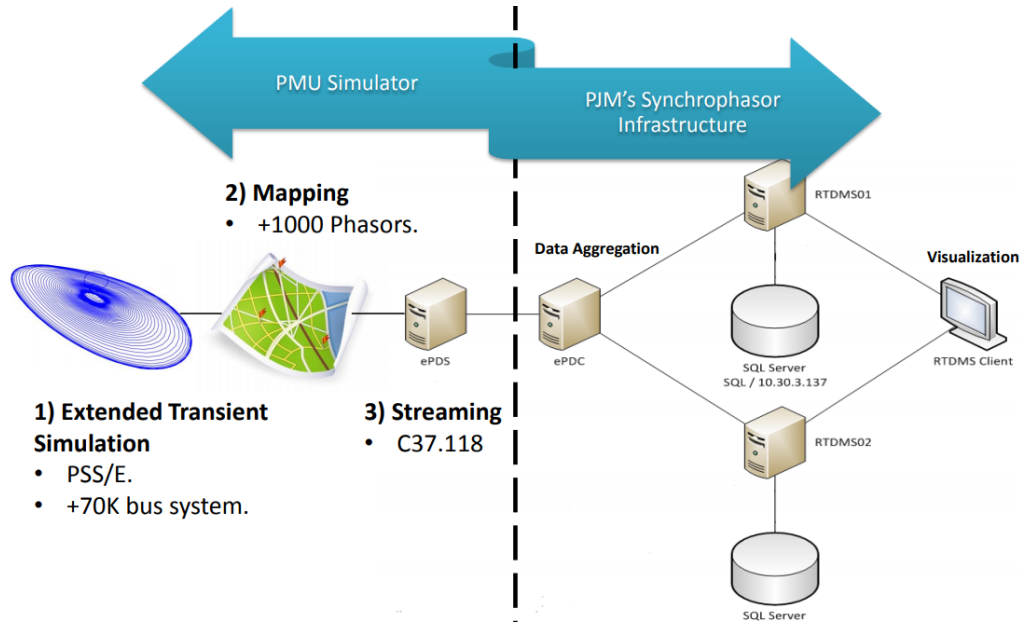 PMU Simulator
PJM's Synchrophasor
Infrastructure
2) Mapping
• +1000 Phasors.
RTDMS01
Data Aggregation
Visualization
ePDS
ePDC
SQL Server
SQL / 10.30.3.137
RTDMS Client
1) Extended Transient
Simulation
• PSS/E.
• +70K bus system.
3) Streaming
• C37.118
RTDMS02
SQL Server